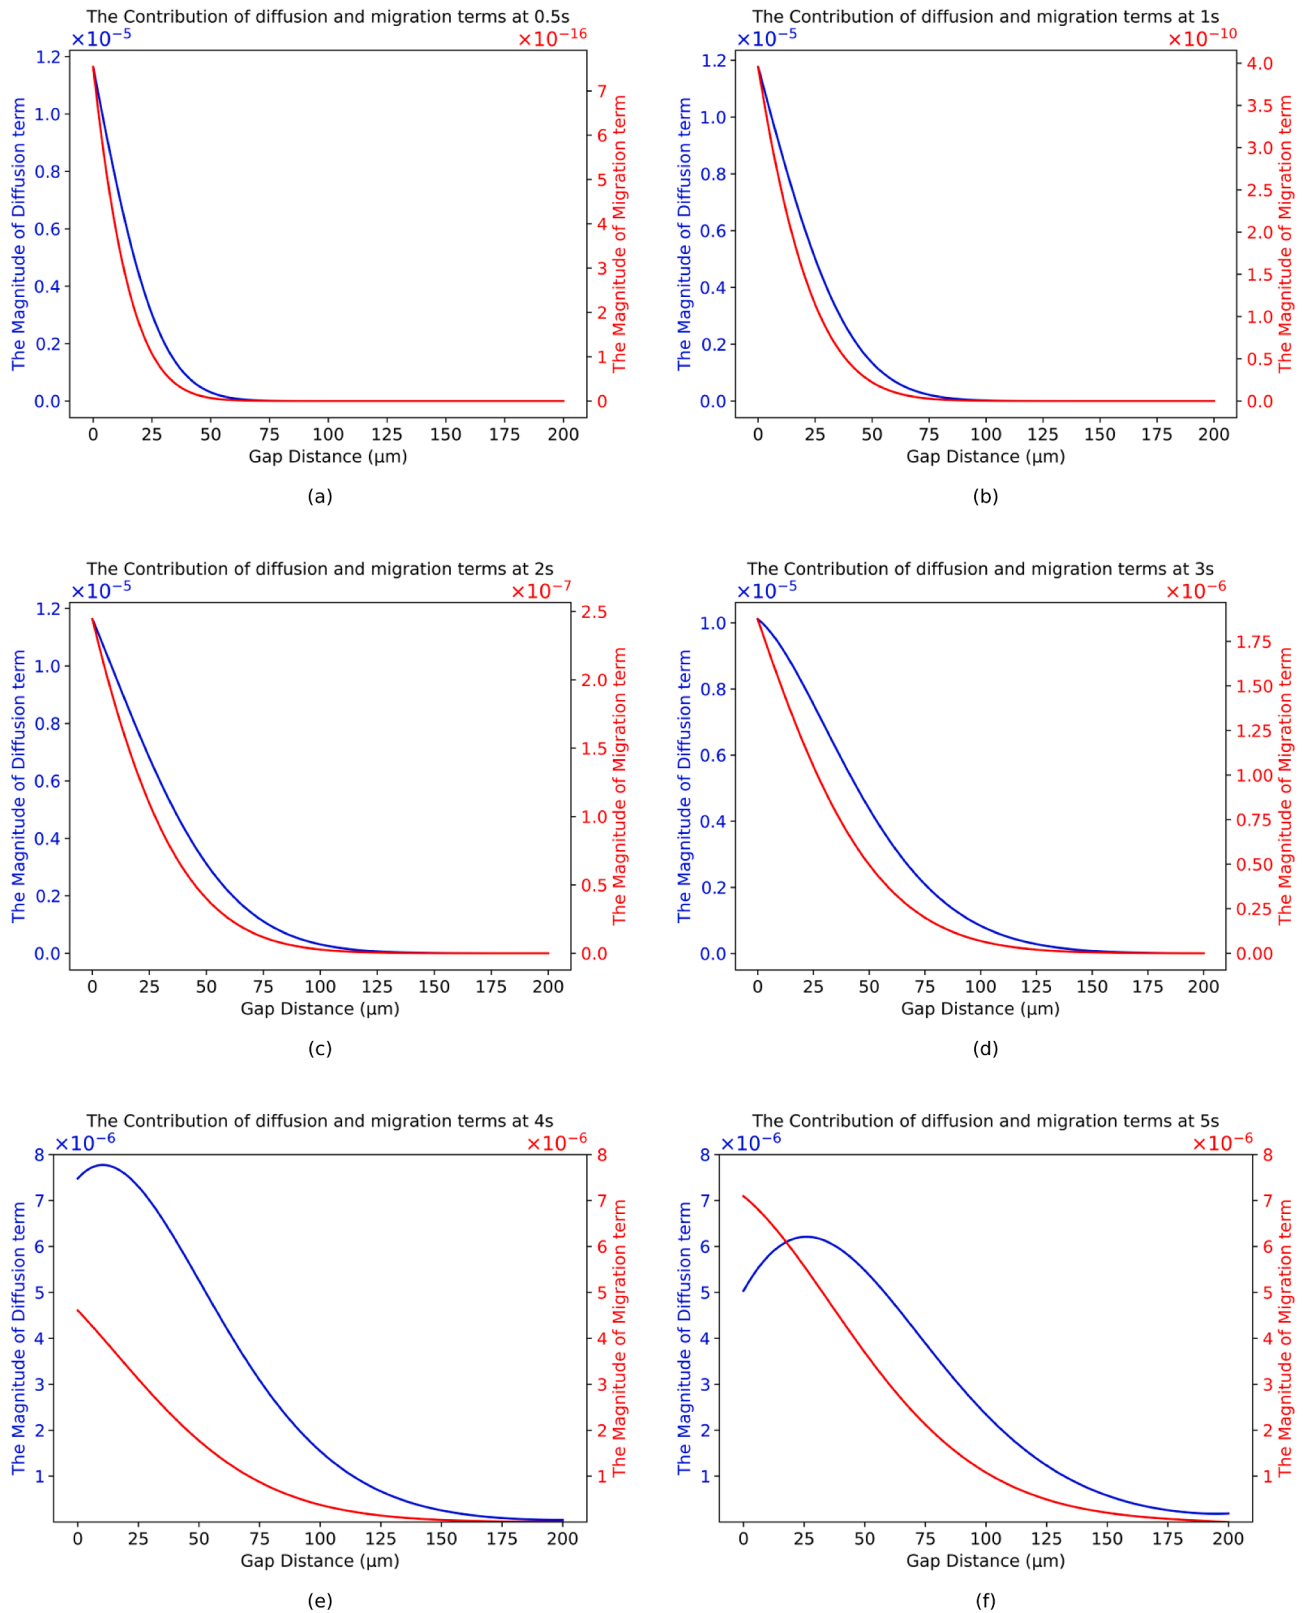 The Contribution of diffusion and migration terms at 0.5s
×10⁻⁵
×10⁻¹⁶
The Magnitude of Diffusion term
1.2
1.0
0.8
0.6
0.4
0.2
0.0
7
6
5
4
3
2
1
0
The Magnitude of Migration term
0 25 50 75 100 125 150 175 200
Gap Distance (μm)
(a)
The Contribution of diffusion and migration terms at 1s
×10⁻⁵
×10⁻¹⁰
The Magnitude of Diffusion term
1.2
1.0
0.8
0.6
0.4
0.2
0.0
4.0
3.5
3.0
2.5
2.0
1.5
1.0
0.5
0.0
The Magnitude of Migration term
0 25 50 75 100 125 150 175 200
Gap Distance (μm)
(b)
The Contribution of diffusion and migration terms at 2s
×10⁻⁵
×10⁻⁷
The Magnitude of Diffusion term
1.2
1.0
0.8
0.6
0.4
0.2
0.0
2.5
2.0
1.5
1.0
0.5
0.0
The Magnitude of Migration term
0 25 50 75 100 125 150 175 200
Gap Distance (μm)
(c)
The Contribution of diffusion and migration terms at 3s
×10⁻⁵
×10⁻⁶
The Magnitude of Diffusion term
1.0
0.8
0.6
0.4
0.2
0.0
1.75
1.50
1.25
1.00
0.75
0.50
0.25
0.00
The Magnitude of Migration term
0 25 50 75 100 125 150 175 200
Gap Distance (μm)
(d)
The Contribution of diffusion and migration terms at 4s
×10⁻⁶
×10⁻⁶
The Magnitude of Diffusion term
8
7
6
5
4
3
2
1
8
7
6
5
4
3
2
1
The Magnitude of Migration term
0 25 50 75 100 125 150 175 200
Gap Distance (μm)
(e)
The Contribution of diffusion and migration terms at 5s
×10⁻⁶
×10⁻⁶
The Magnitude of Diffusion term
8
7
6
5
4
3
2
1
8
7
6
5
4
3
2
1
The Magnitude of Migration term
0 25 50 75 100 125 150 175 200
Gap Distance (μm)
(f)